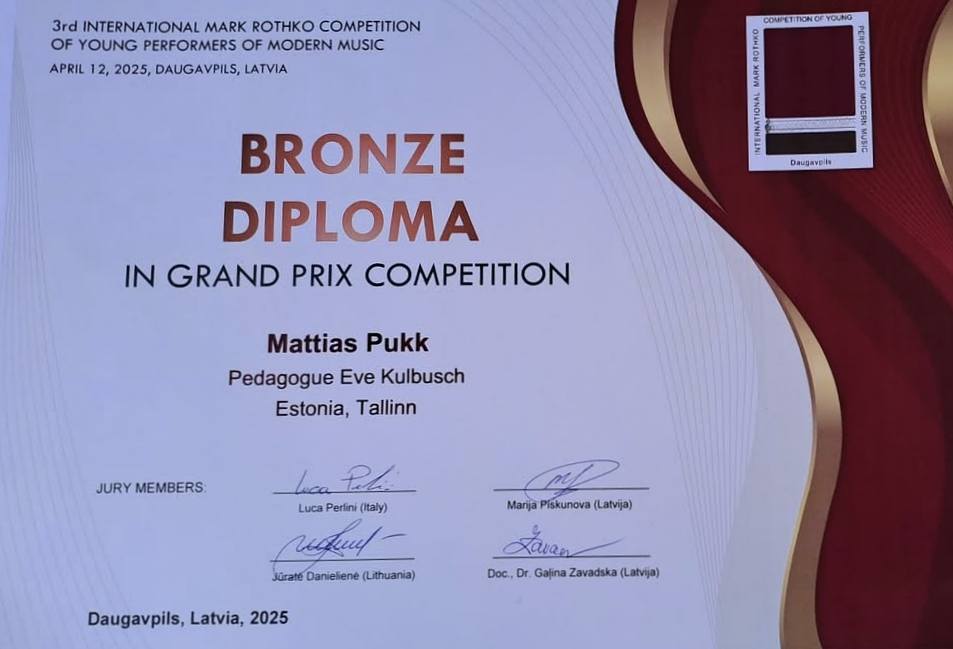 3rd INTERNATIONAL MARK ROTHKO COMPETITION
OF YOUNG PERFORMERS OF MODERN MUSIC
APRIL 12, 2025, DAUGAVPILS, LATVIA
COMPETITION OF YOUNG
INTERNATIONAL MARK ROTHKO
PERFORMERS OF MODERN MUSIC
Daugavpils
BRONZE
DIPLOMA
IN GRAND PRIX COMPETITION
Mattias Pukk
Pedagogue Eve Kulbusch
Estonia, Tallinn
JURY MEMBERS:
Luca Perlini (Italy)
Marija Piskunova (Latvija)
Jūratė Danielienė (Lithuania)
Doc., Dr. Gaļina Zavadska (Latvija)
Daugavpils, Latvia, 2025